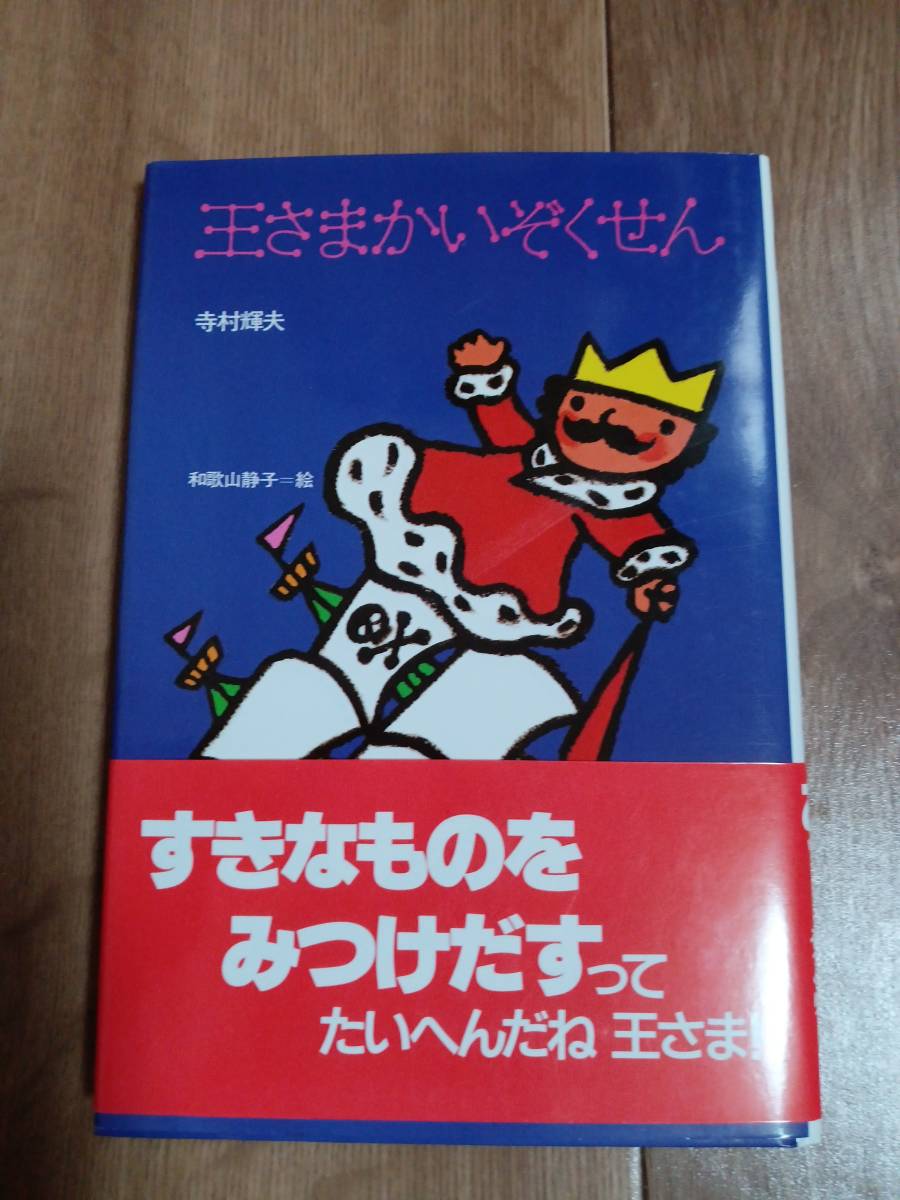 王さまかいぞくせん
寺村輝夫
和歌山静子＝絵
すきなものを
みつけだすって
たいへんだね 王さま!